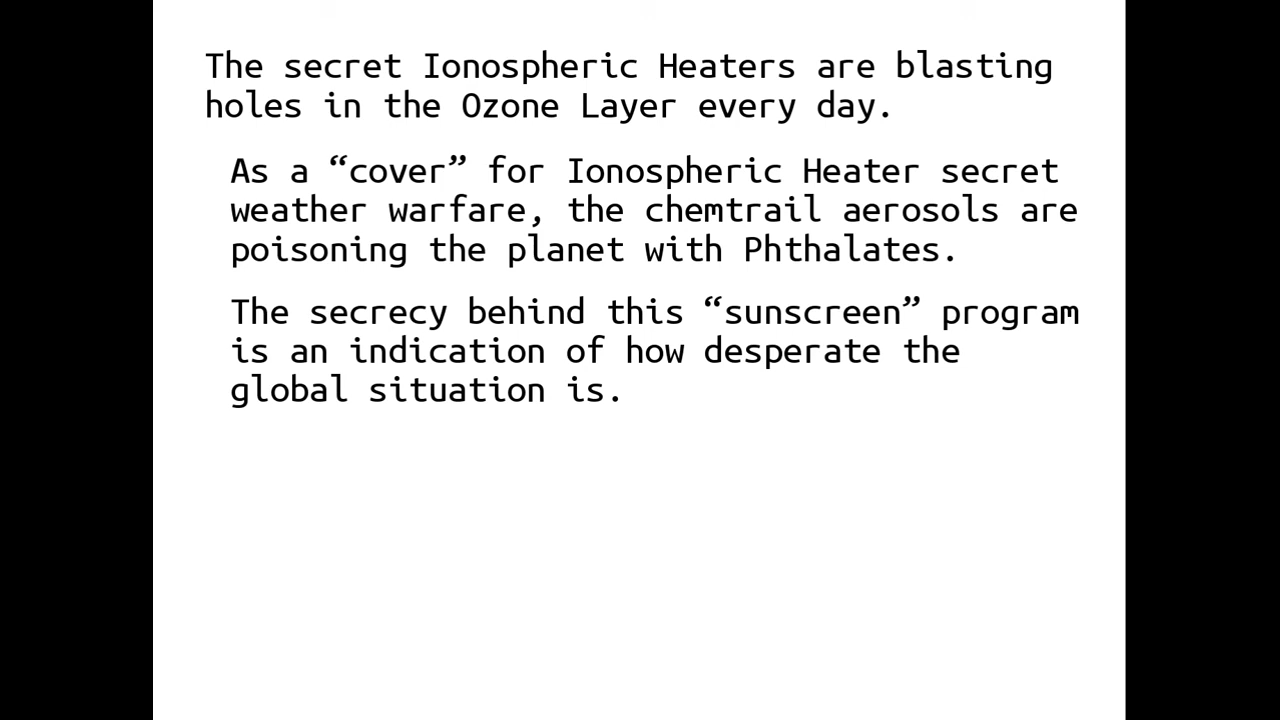 The secret Ionospheric Heaters are blasting
holes in the Ozone Layer every day.
As a “cover” for Ionospheric Heater secret
weather warfare, the chemtrail aerosols are
poisoning the planet with Phthalates.
The secrecy behind this “sunscreen” program
is an indication of how desperate the
global situation is.